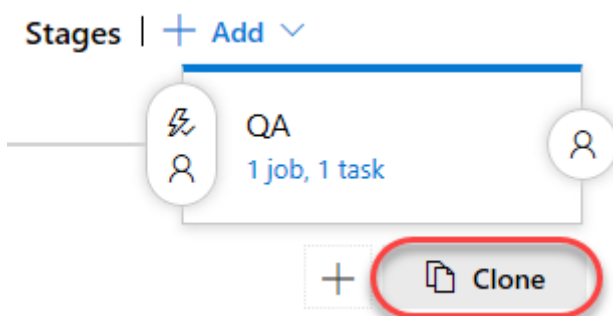 Stages | + Add
QA
1 job, 1 task
+ Clone